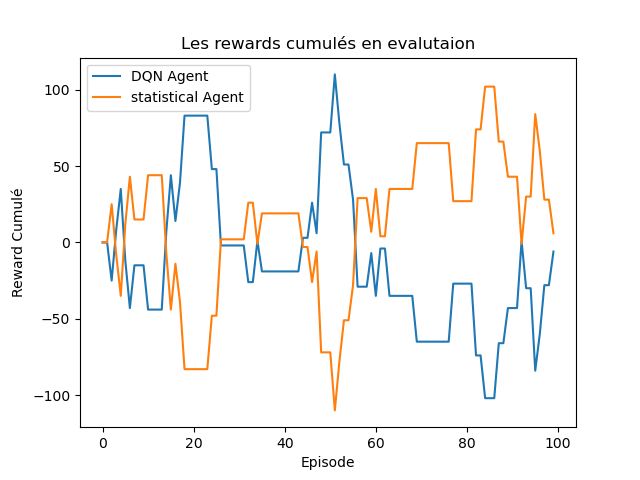 Les rewards cumulés en evalutaion
DQN Agent
statistical Agent
100
50
0
−50
−100
Reward Cumulé
0 20 40 60 80 100
Episode